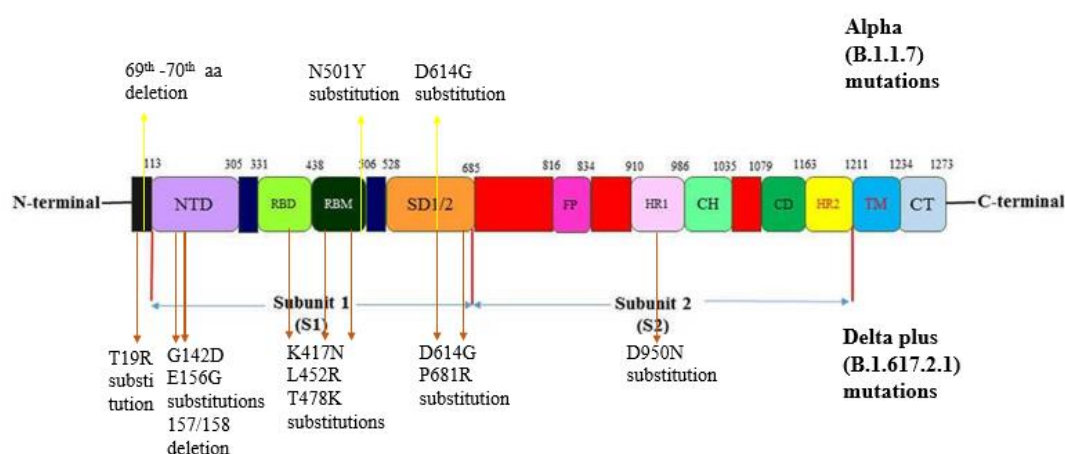 Alpha
(B.1.1.7)
mutations
69th -70th aa
deletion
N501Y
substitution
D614G
substitution
113 305 331 438 506 528 685 816 834 910 986 1035 1079 1163 1211 1234 1273
N-terminal NTD RBD RBM SD1/2 FP HR1 CH CD HR2 TM CT C-terminal
Subunit 1
(S1)
Subunit 2
(S2)
T19R
substi
tution
G142D
E156G
substitutions
157/158
deletion
K417N
L452R
T478K
substitutions
D614G
P681R
substitution
D950N
substitution
Delta plus
(B.1.617.2.1)
mutations